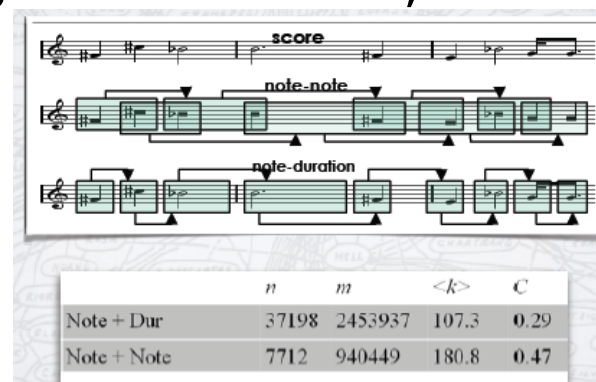 score
note-note
note-duration
n m <k> C
Note + Dur 37198 2453937 107.3 0.29
Note + Note 7712 940449 180.8 0.47